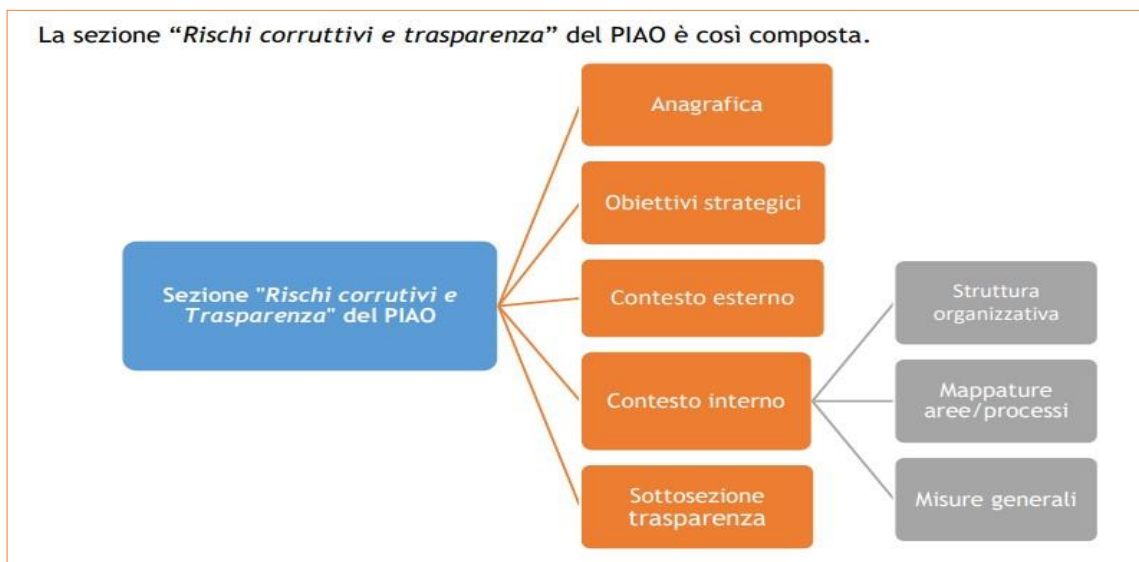 La sezione “Rischi corruttivi e trasparenza” del PIAO è così composta.
Anagrafica
Obiettivi strategici
Sezione "Rischi corrutivi e
Trasparenza" del PIAO
Contesto esterno
Contesto interno
Sottosezione
trasparenza
Struttura
organizzativa
Mappature
aree/processi
Misure generali